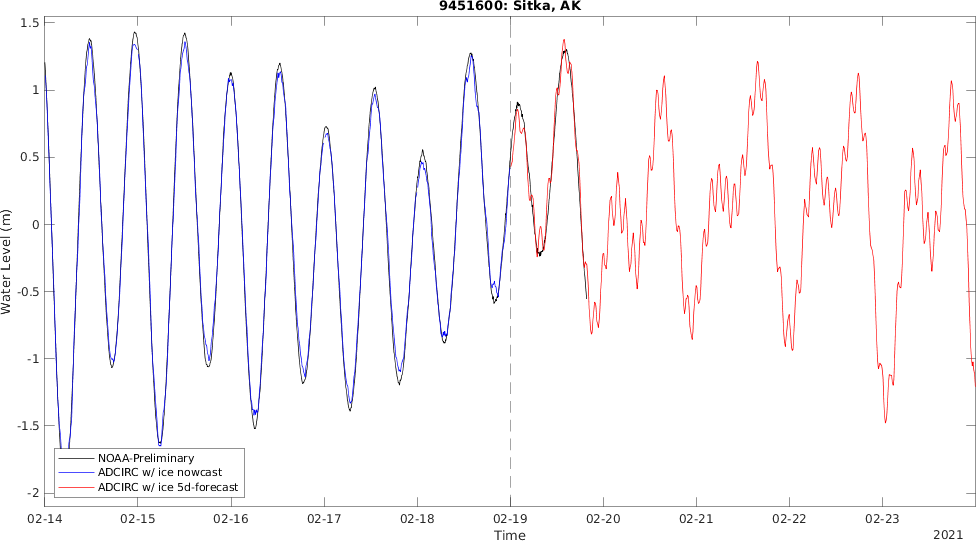 9451600: Sitka, AK
Water Level (m)
1.5
1
0.5
0
-0.5
-1
-1.5
-2
NOAA-Preliminary
ADCIRC w/ ice nowcast
ADCIRC w/ ice 5d-forecast
02-14 02-15 02-16 02-17 02-18 02-19 02-20 02-21 02-22 02-23
Time
2021